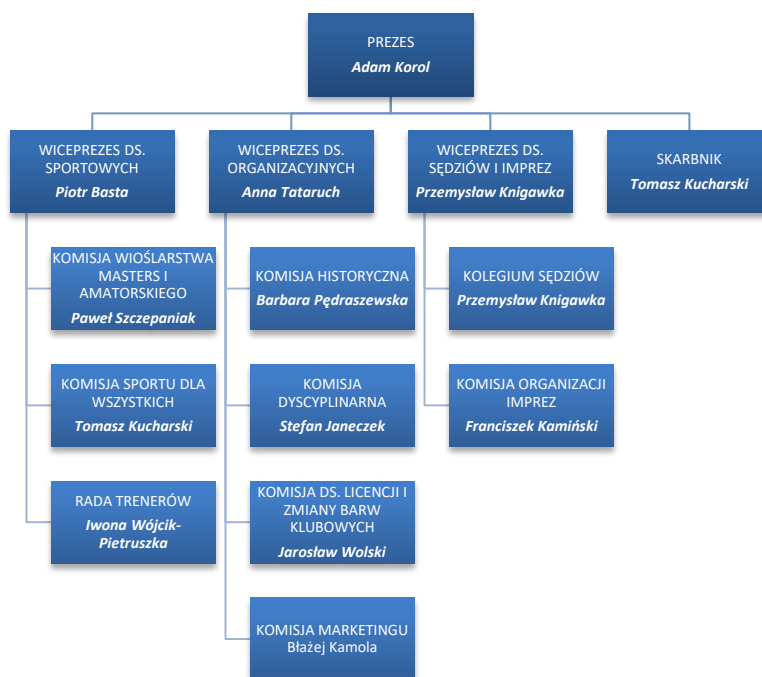 PREZES
Adam Korol
WICEPREZES DS.
SPORTOWYCH
Piotr Basta
WICEPREZES DS.
ORGANIZACYJNYCH
Anna Tataruch
WICEPREZES DS.
SĘDZIÓW I IMPREZ
Przemysław Knigawka
SKARBNIK
Tomasz Kucharski
KOMISJA WIOŚLARSTWA
MASTERS I
AMATORSKIEGO
Paweł Szczepaniak
KOMISJA HISTORYCZNA
Barbara Pędraszewska
KOLEGIUM SĘDZIÓW
Przemysław Knigawka
KOMISJA SPORTU DLA
WSZYSTKICH
Tomasz Kucharski
KOMISJA
DYSCYPLINARNA
Stefan Janeczek
KOMISJA ORGANIZACJI
IMPREZ
Franciszek Kamiński
RADA TRENERÓW
Iwona Wójcik-
Pietruszka
KOMISJA DS. LICENCJI I
ZMIANY BARW
KLUBOWYCH
Jarosław Wolski
KOMISJA MARKETINGU
Błażej Kamola